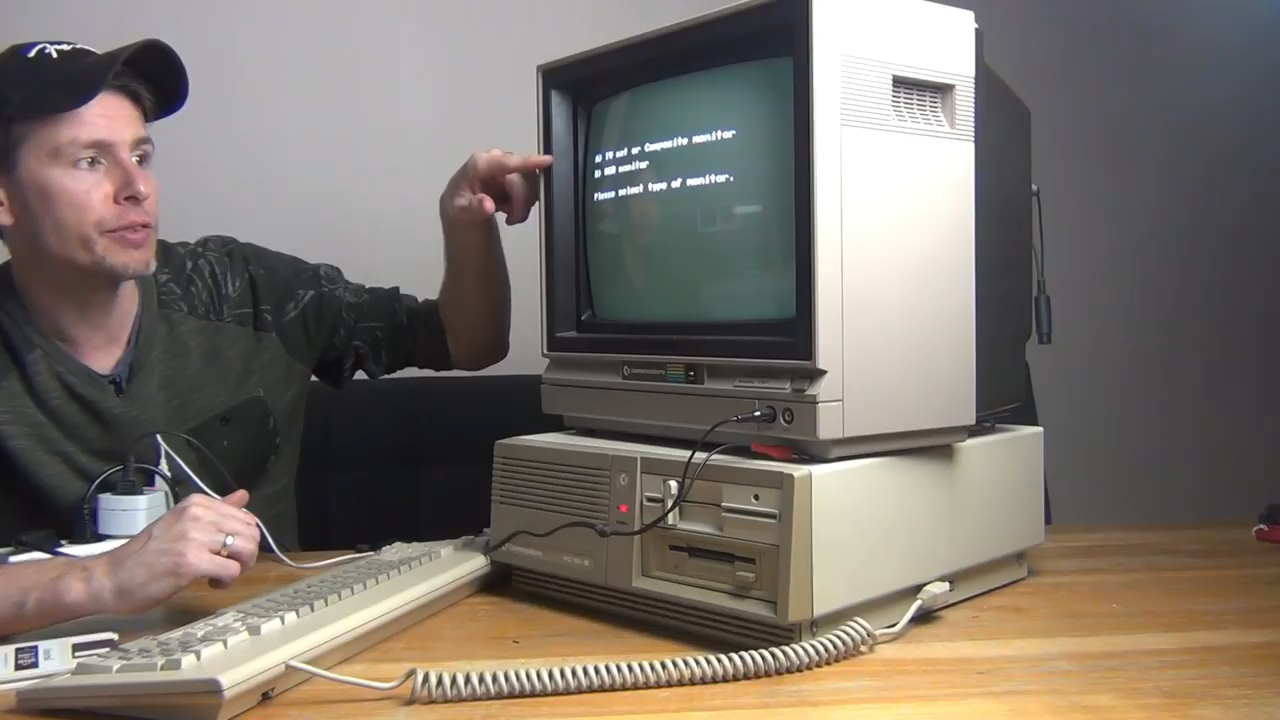 A) TV set or Composite monitor
B) RGB monitor
Please select type of monitor.
commodore
Commodore